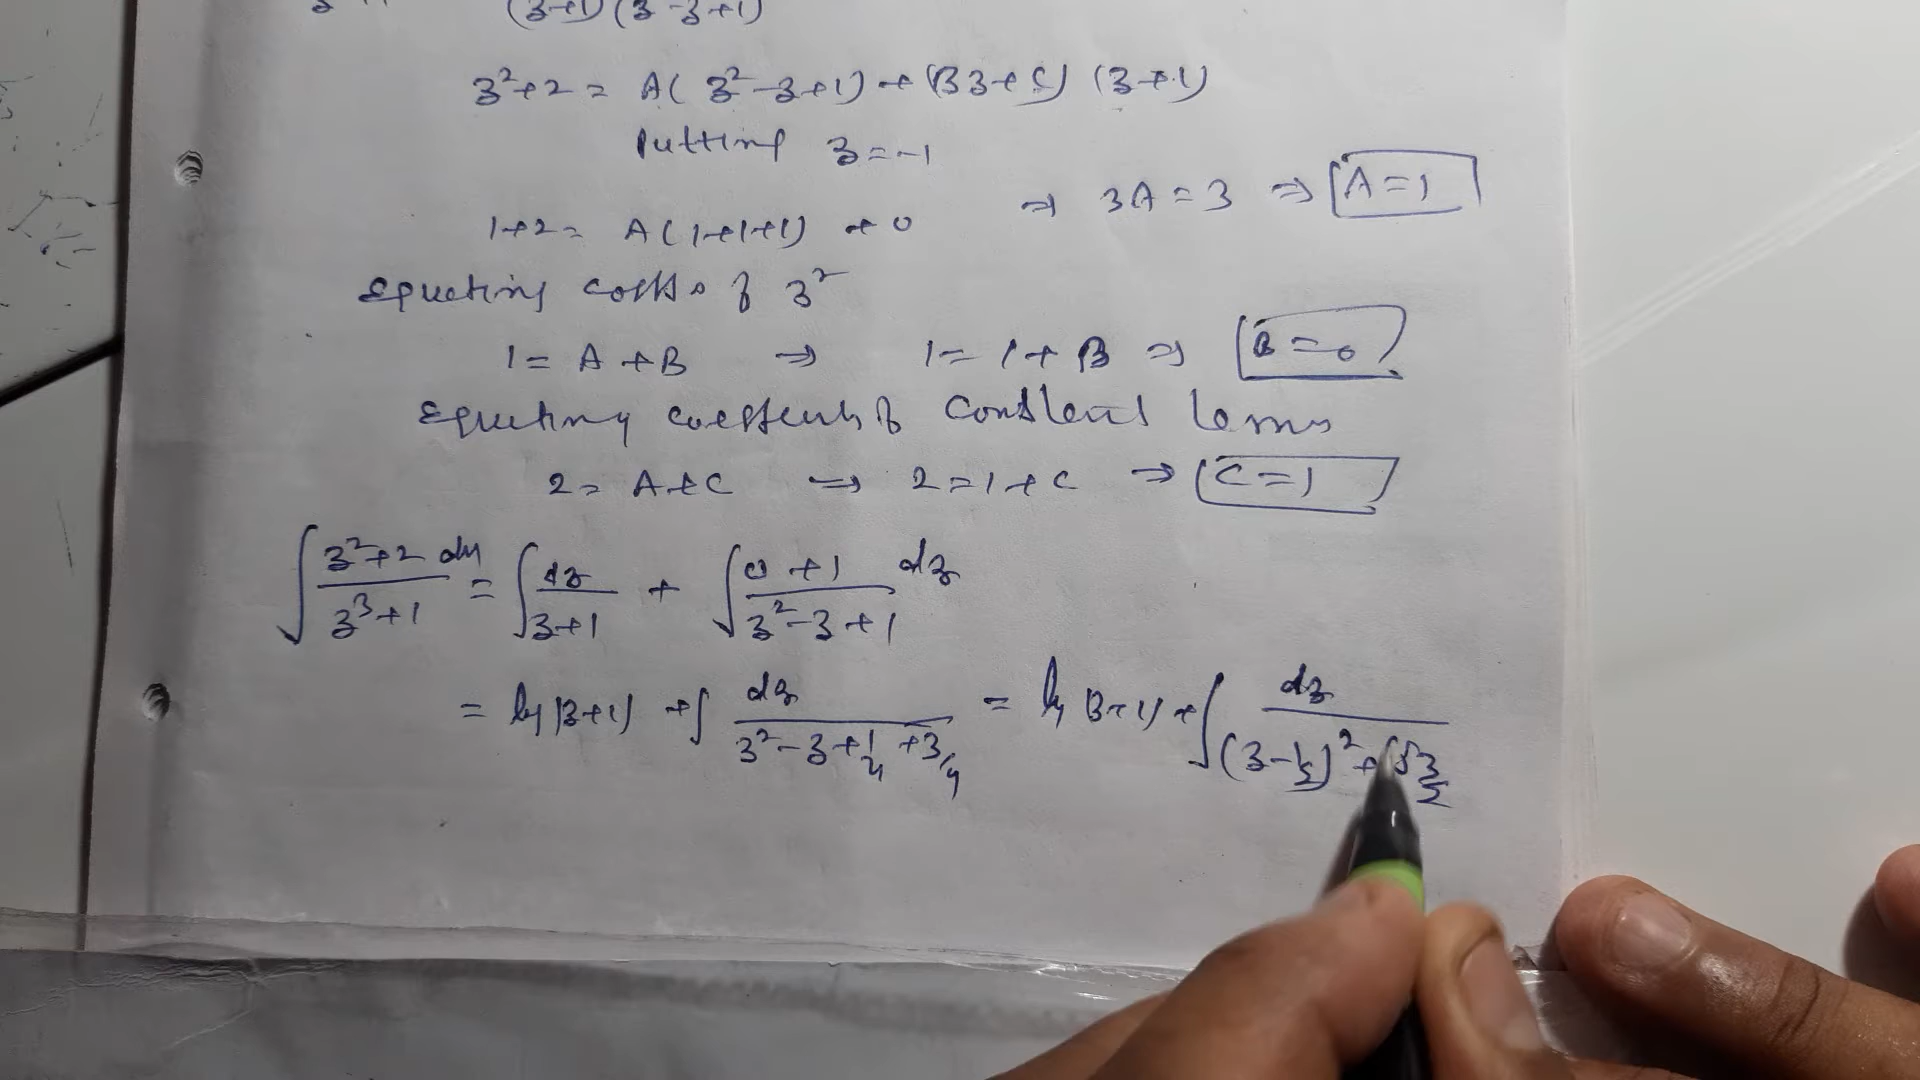 (z+1)(z²-z+1)
z²+2 = A(z²-z+1) + (Bz+C) (z+1)
putting z=-1
1+2 = A(1+1+1) + 0 ⇒ 3A = 3 ⇒ A=1
Equating coeffs of z²
1 = A+B ⇒ 1 = 1+B ⇒ B=0
Equating coefficients of constant terms
2 = A+C ⇒ 2=1+C ⇒ C=1
∫ (z²+2)/(z³+1) dz = ∫ dz/(z+1) + ∫ (0+1)/(z²-z+1) dz
= log|z+1| + ∫ dz/(z²-z+1/4+3/4) = log|z+1| + ∫ dz/((z-1/2)²+(√3/2